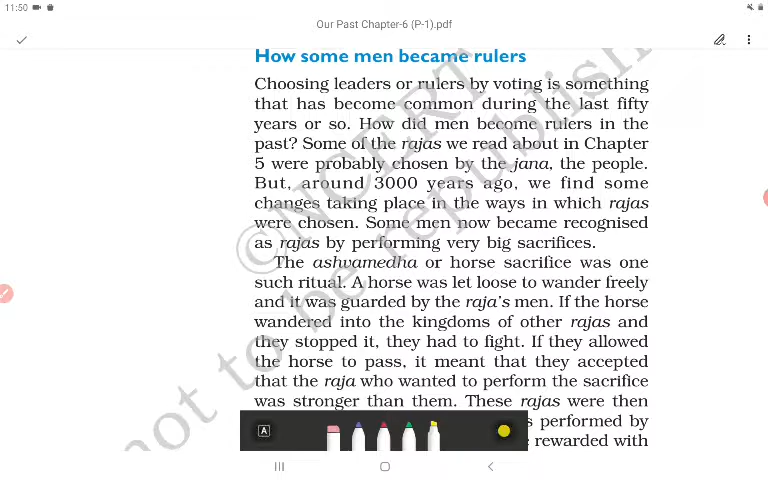 11:50
Our Past Chapter-6 (P-1).pdf
How some men became rulers
Choosing leaders or rulers by voting is something
that has become common during the last fifty
years or so. How did men become rulers in the
past? Some of the rajas we read about in Chapter
5 were probably chosen by the jana, the people.
But, around 3000 years ago, we find some
changes taking place in the ways in which rajas
were chosen. Some men now became recognised
as rajas by performing very big sacrifices.
The ashvamedha or horse sacrifice was one
such ritual. A horse was let loose to wander freely
and it was guarded by the raja's men. If the horse
wandered into the kingdoms of other rajas and
they stopped it, they had to fight. If they allowed
the horse to pass, it meant that they accepted
that the raja who wanted to perform the sacrifice
was stronger than them. These rajas were then
performed by
rewarded with
A
©NCERT
not to be republish